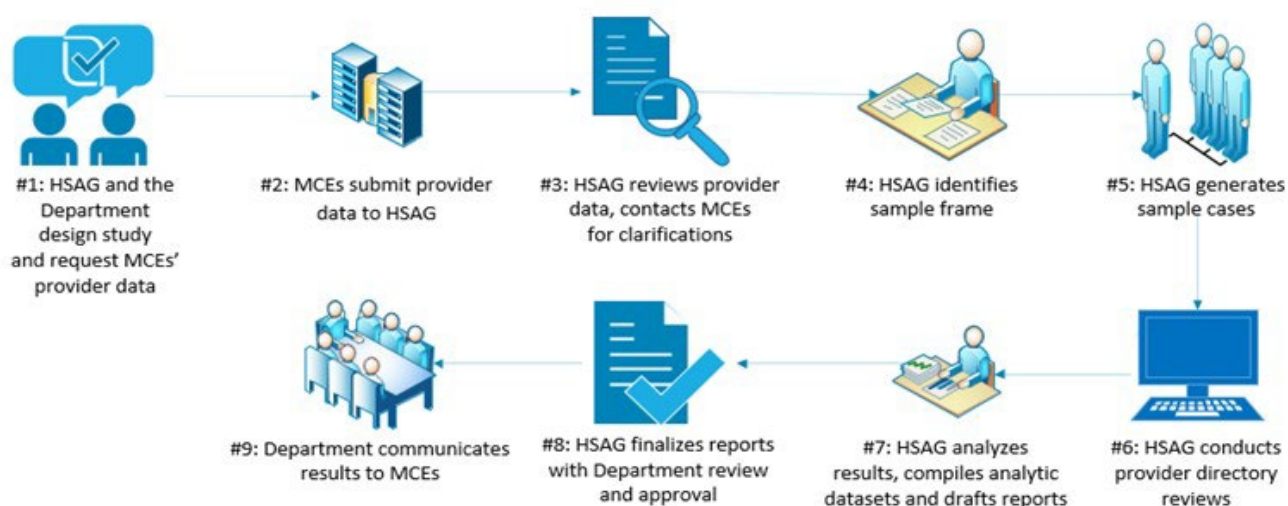 #1: HSAG and the
Department
design study
and request MCEs'
provider data
#2: MCEs submit provider
data to HSAG
#3: HSAG reviews provider
data, contacts MCEs
for clarifications
#4: HSAG identifies
sample frame
#5: HSAG generates
sample cases
#6: HSAG conducts
provider directory
reviews
#7: HSAG analyzes
results, compiles analytic
datasets and drafts reports
#8: HSAG finalizes reports
with Department review
and approval
#9: Department communicates
results to MCEs